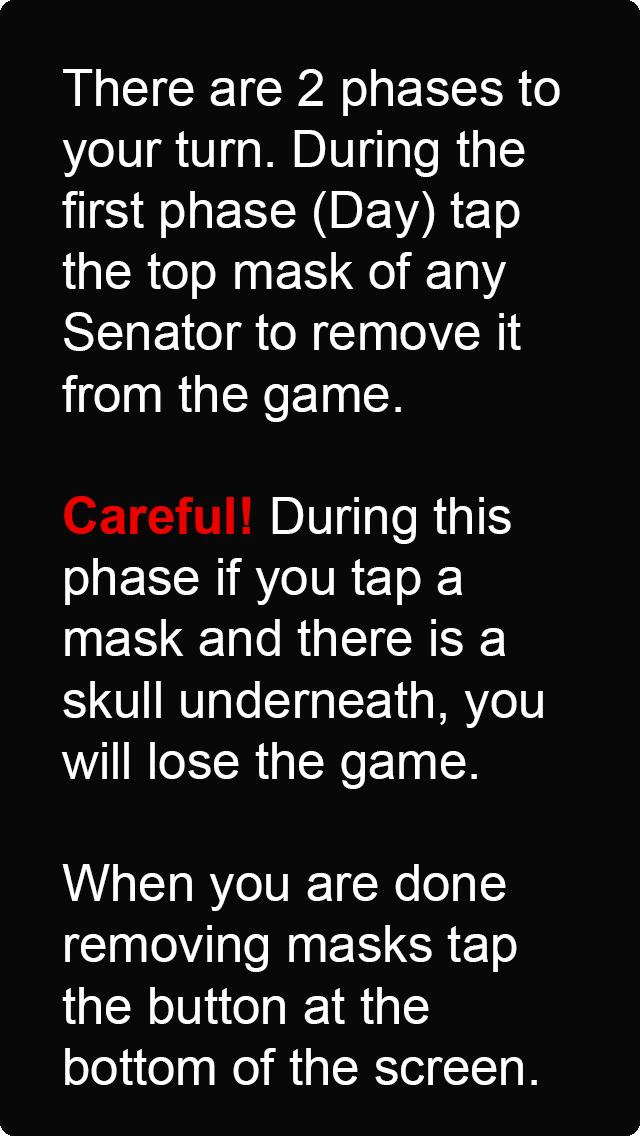 There are 2 phases to
your turn. During the
first phase (Day) tap
the top mask of any
Senator to remove it
from the game.
Careful! During this
phase if you tap a
mask and there is a
skull underneath, you
will lose the game.
When you are done
removing masks tap
the button at the
bottom of the screen.